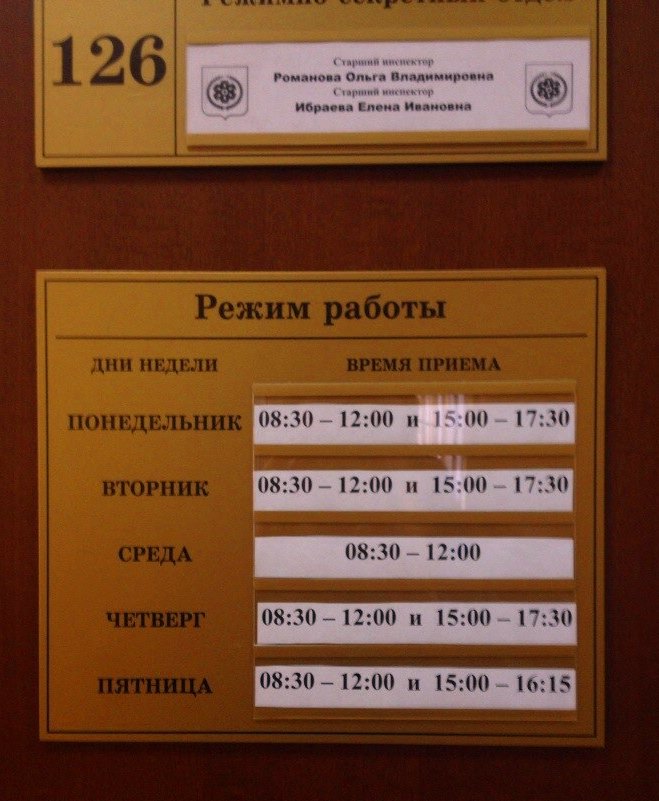 Режимно-секретный отдел
126
Старший инспектор
Романова Ольга Владимировна
Старший инспектор
Ибраева Елена Ивановна
Режим работы
ДНИ НЕДЕЛИ ВРЕМЯ ПРИЕМА
ПОНЕДЕЛЬНИК 08:30 – 12:00 и 15:00 – 17:30
ВТОРНИК 08:30 – 12:00 и 15:00 – 17:30
СРЕДА 08:30 – 12:00
ЧЕТВЕРГ 08:30 – 12:00 и 15:00 – 17:30
ПЯТНИЦА 08:30 – 12:00 и 15:00 – 16:15